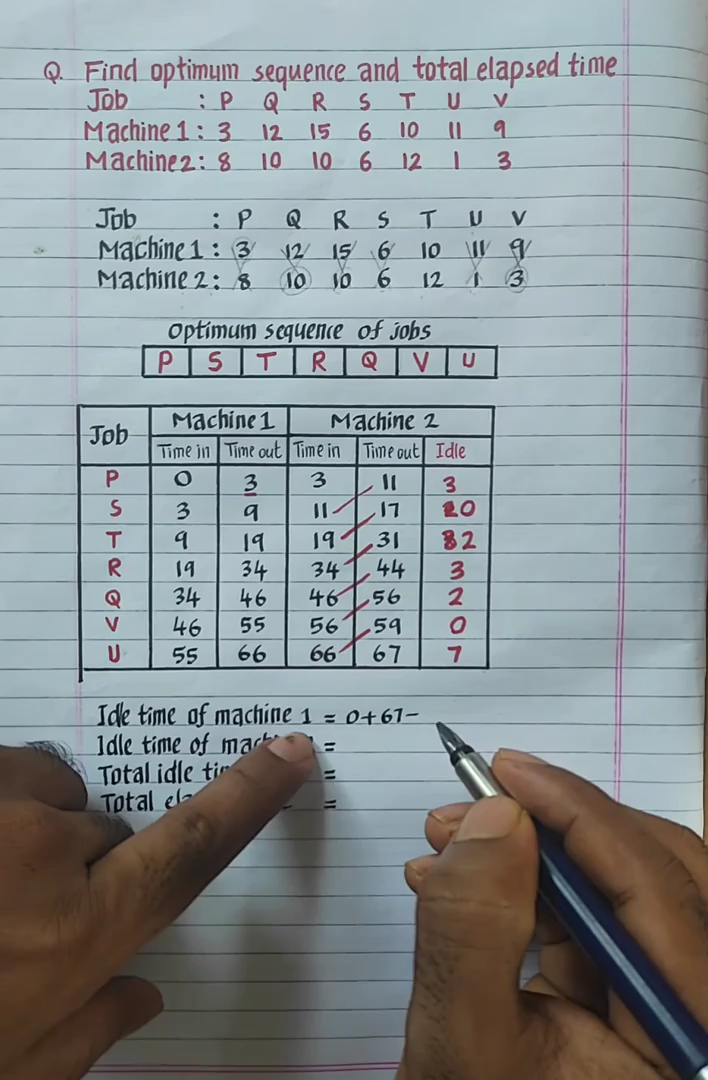 Q. Find optimum sequence and total elapsed time
Job : P Q R S T U V
Machine 1 : 3 12 15 6 10 11 9
Machine 2 : 8 10 10 6 12 1 3
Job : P Q R S T U V
Machine 1 : 3 12 15 6 10 11 9
Machine 2 : 8 10 10 6 12 1 3
Optimum sequence of jobs
P S T R Q V U
Job Machine 1 Machine 2
Time in Time out Time in Time out Idle
P 0 3 3 11 3
S 3 9 11 17 0
T 9 19 19 31 2
R 19 34 34 44 3
Q 34 46 46 56 2
V 46 55 56 59 0
U 55 66 66 67 7
Idle time of machine 1 = 0+67-
Idle time of =
Total idle =
Total =